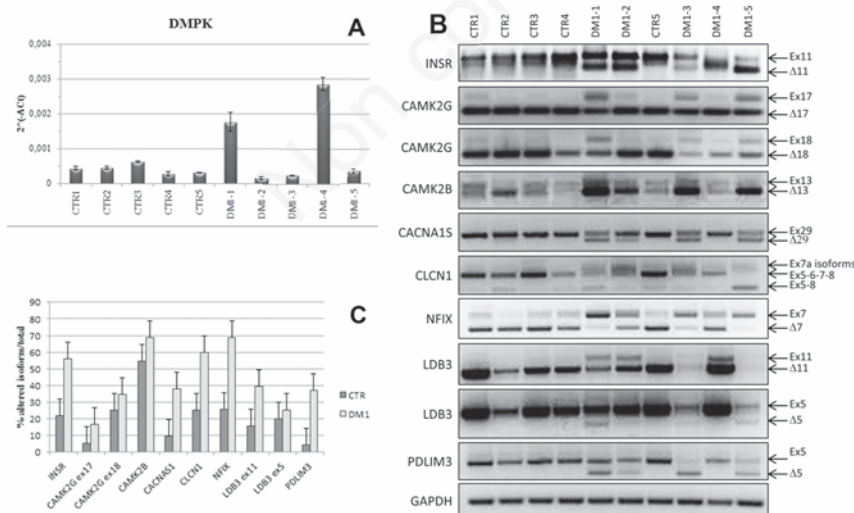 DMPK
A
0,004
0,003
0,002
0,001
0
2^(-ΔCt)
CTR1
CTR2
CTR3
CTR4
CTR5
DM1-1
DM1-2
DM1-3
DM1-4
DM1-5
C
90
80
70
60
50
40
30
20
10
0
% altered isoform/total
CTR
DM1
INSR
CAMK2G ex17
CAMK2G ex18
CAMK2B
CACNAS1
CLCN1
NFIX
LDB3 ex11
LDB3 ex5
PDLIM3
B
CTR1 CTR2 CTR3 CTR4 DM1-1 DM1-2 CTR5 DM1-3 DM1-4 DM1-5
INSR
Ex11
Δ11
CAMK2G
Ex17
Δ17
CAMK2G
Ex18
Δ18
CAMK2B
Ex13
Δ13
CACNA1S
Ex29
Δ29
CLCN1
Ex7a isoforms
Ex5-6-7-8
Ex5-8
NFIX
Ex7
Δ7
LDB3
Ex11
Δ11
LDB3
Ex5
Δ5
PDLIM3
Ex5
Δ5
GAPDH
Non com